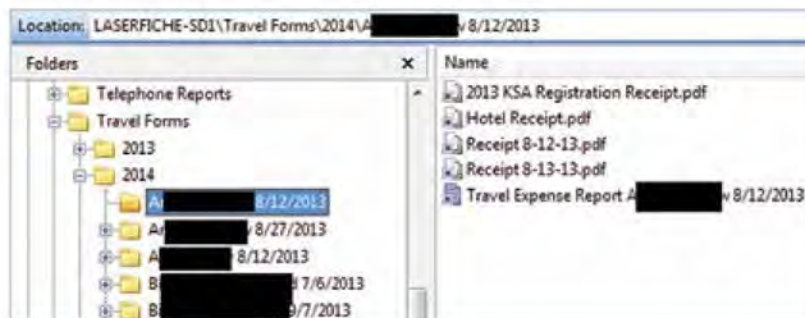 Location: LASERFICHE-SD1\Travel Forms\2014\A v 8/12/2013
Folders x
Telephone Reports
Travel Forms
2013
2014
Ar 8/12/2013
Ar 8/27/2013
A 8/12/2013
B 7/6/2013
B 9/7/2013
Name
2013 KSA Registration Receipt.pdf
Hotel Receipt.pdf
Receipt 8-12-13.pdf
Receipt 8-13-13.pdf
Travel Expense Report A v 8/12/2013